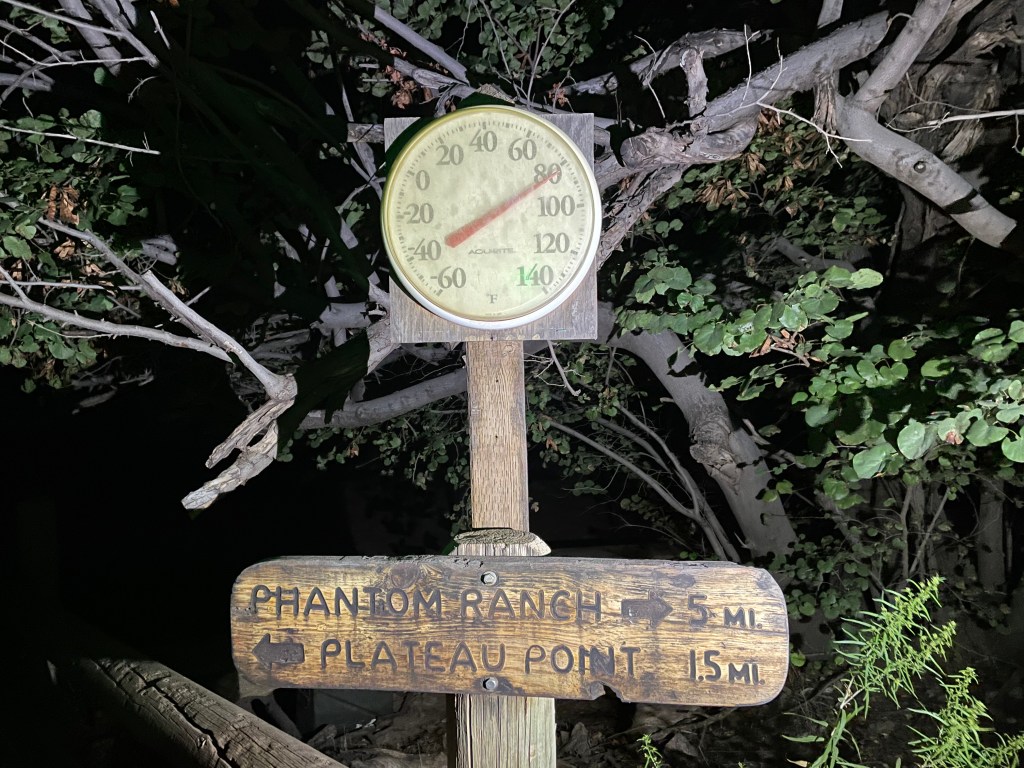 40
20 60
0 80
20 100
40 120
60 140
ACURITE
°F
PHANTOM RANCH → 5 MI.
← PLATEAU POINT 1.5 MI.